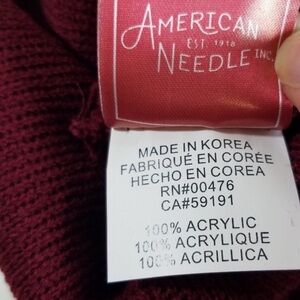 AMERICAN
EST. 1918
NEEDLE INC.
MADE IN KOREA
FABRIQUÉ EN CORÉE
HECHO EN COREA
RN#00476
CA#59191
100% ACRYLIC
100% ACRYLIQUE
100% ACRILLICA